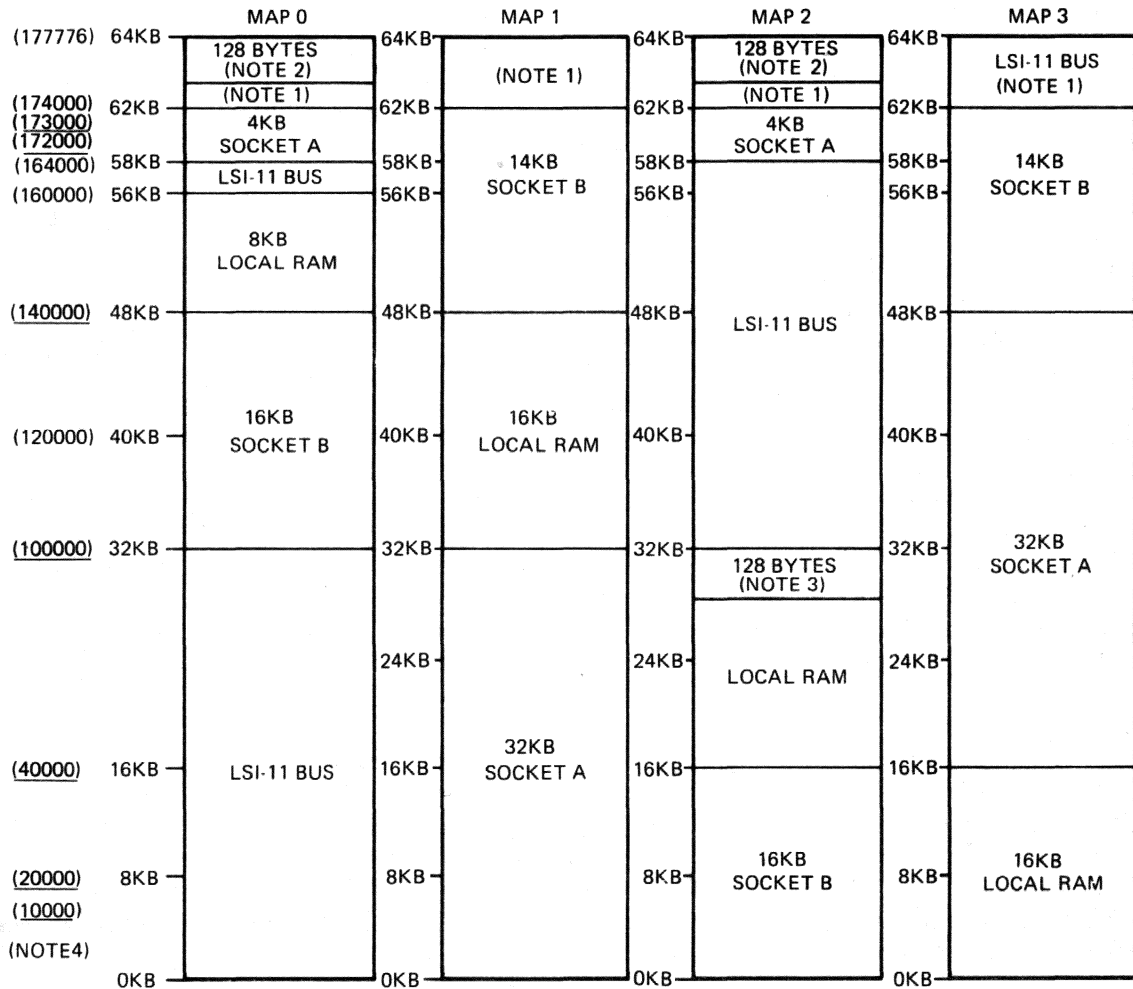 MAP 0 MAP 1 MAP 2 MAP 3
(177776) 64KB 64KB 64KB 64KB
128 BYTES
(NOTE 2)
(NOTE 1)
(NOTE 1)
128 BYTES
(NOTE 2)
(NOTE 1)
LSI-11 BUS
(NOTE 1)
(174000) 62KB 62KB 62KB 62KB
(173000)
(172000)
4KB
SOCKET A
4KB
SOCKET A
(164000) 58KB 58KB 58KB 58KB
14KB
SOCKET B
14KB
SOCKET B
LSI-11 BUS
(160000) 56KB 56KB 56KB 56KB
8KB
LOCAL RAM
(140000) 48KB 48KB 48KB 48KB
LSI-11 BUS
16KB
SOCKET B
16KB
LOCAL RAM
(120000) 40KB 40KB 40KB 40KB
(100000) 32KB 32KB 32KB 32KB
128 BYTES
(NOTE 3)
32KB
SOCKET A
24KB 24KB 24KB
LOCAL RAM
32KB
SOCKET A
(40000) 16KB LSI-11 BUS 16KB 16KB 16KB
16KB
SOCKET B
16KB
LOCAL RAM
(20000) 8KB 8KB 8KB 8KB
(10000)
(NOTE4)
0KB 0KB 0KB 0KB